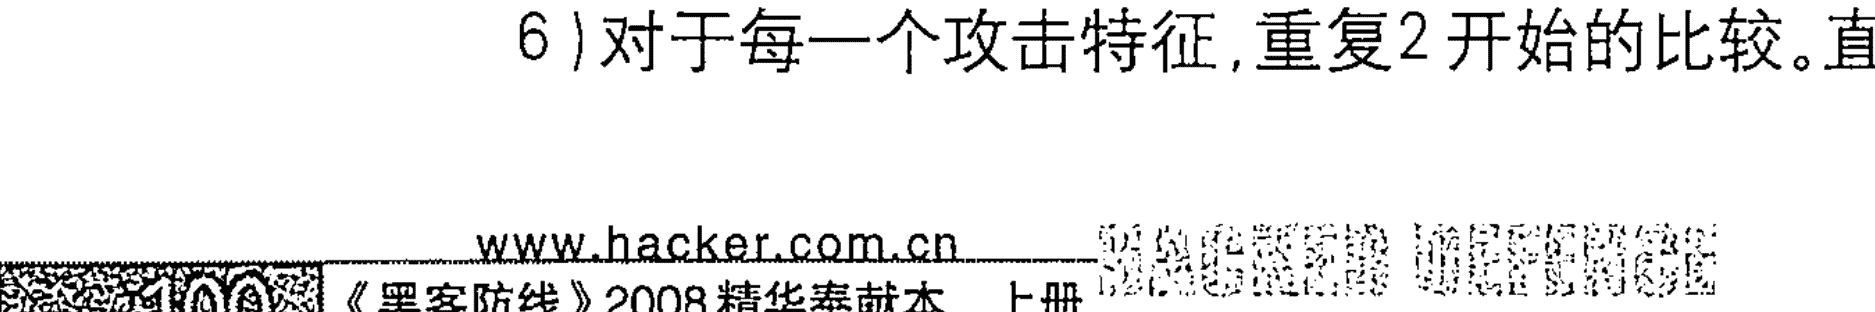 6)对于每一个攻击特征,重复2开始的比较。直
www.hacker.com.cn
HACKER DEFENCE
100 《黑客防线》2008精华奉献本 上册